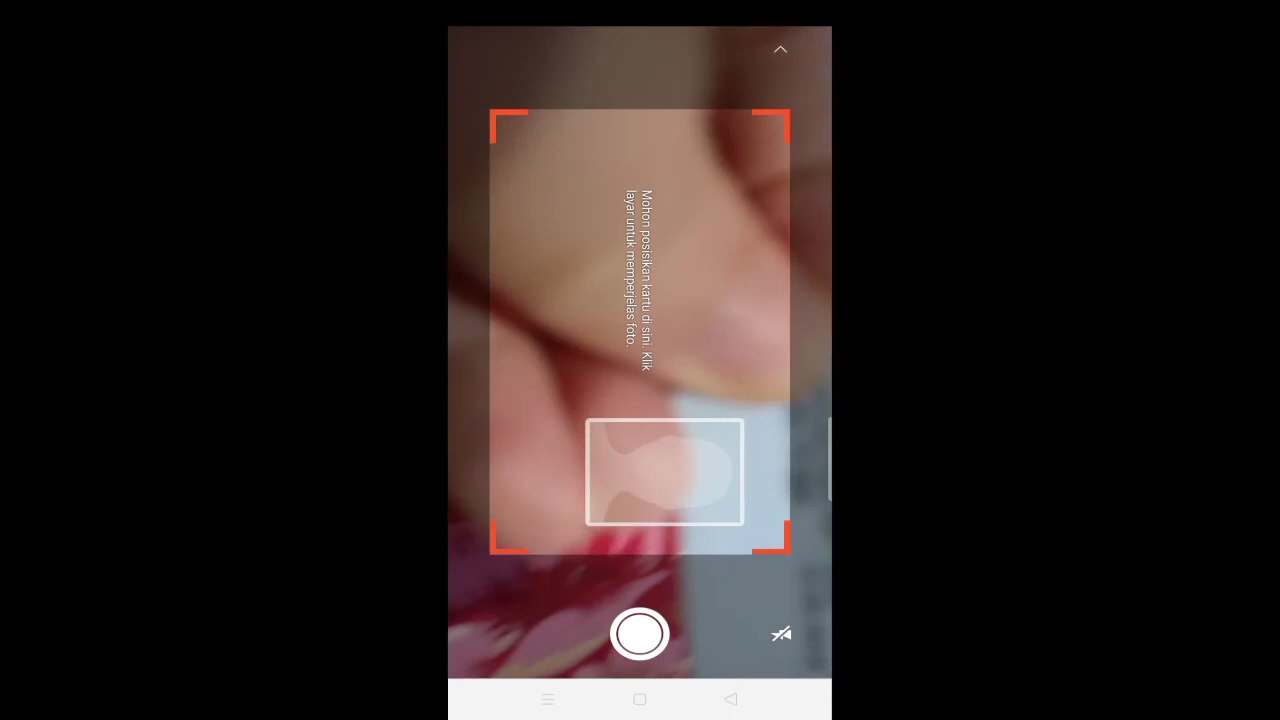 Mohon posisikan kartu di sini. Klik
layar untuk memperjelas foto.